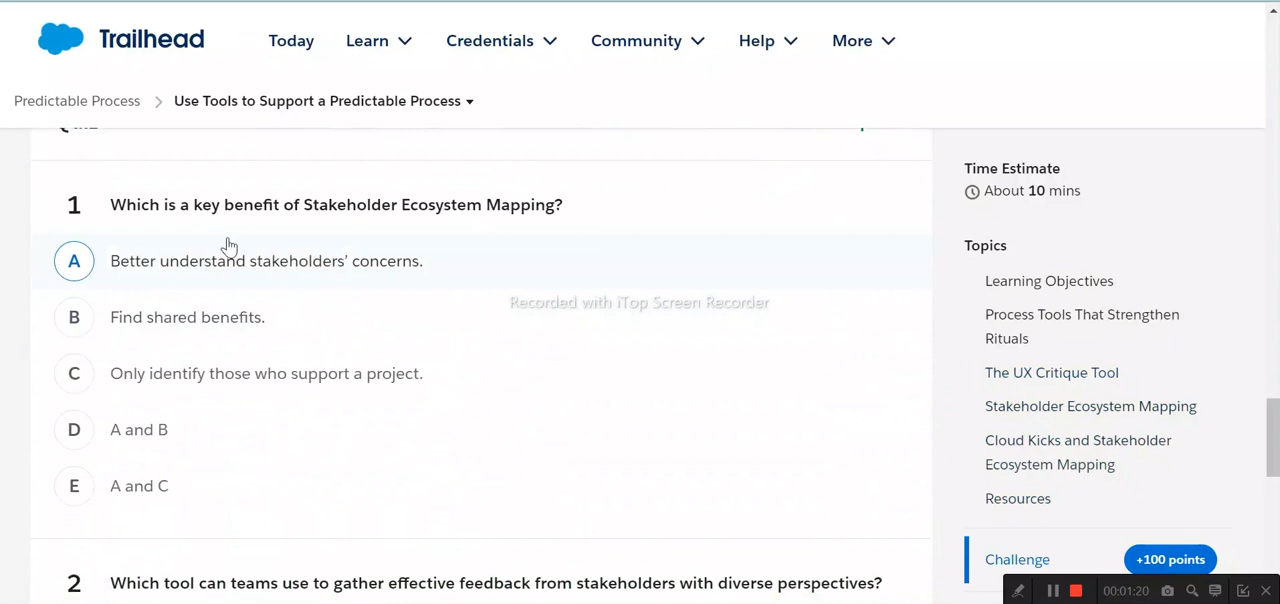 Trailhead
Today Learn Credentials Community Help More
Predictable Process > Use Tools to Support a Predictable Process
1 Which is a key benefit of Stakeholder Ecosystem Mapping?
A Better understand stakeholders’ concerns.
B Find shared benefits.
C Only identify those who support a project.
D A and B
E A and C
2 Which tool can teams use to gather effective feedback from stakeholders with diverse perspectives?
Recorded with iTop Screen Recorder
Time Estimate
About 10 mins
Topics
Learning Objectives
Process Tools That Strengthen
Rituals
The UX Critique Tool
Stakeholder Ecosystem Mapping
Cloud Kicks and Stakeholder
Ecosystem Mapping
Resources
Challenge +100 points
00:01:20